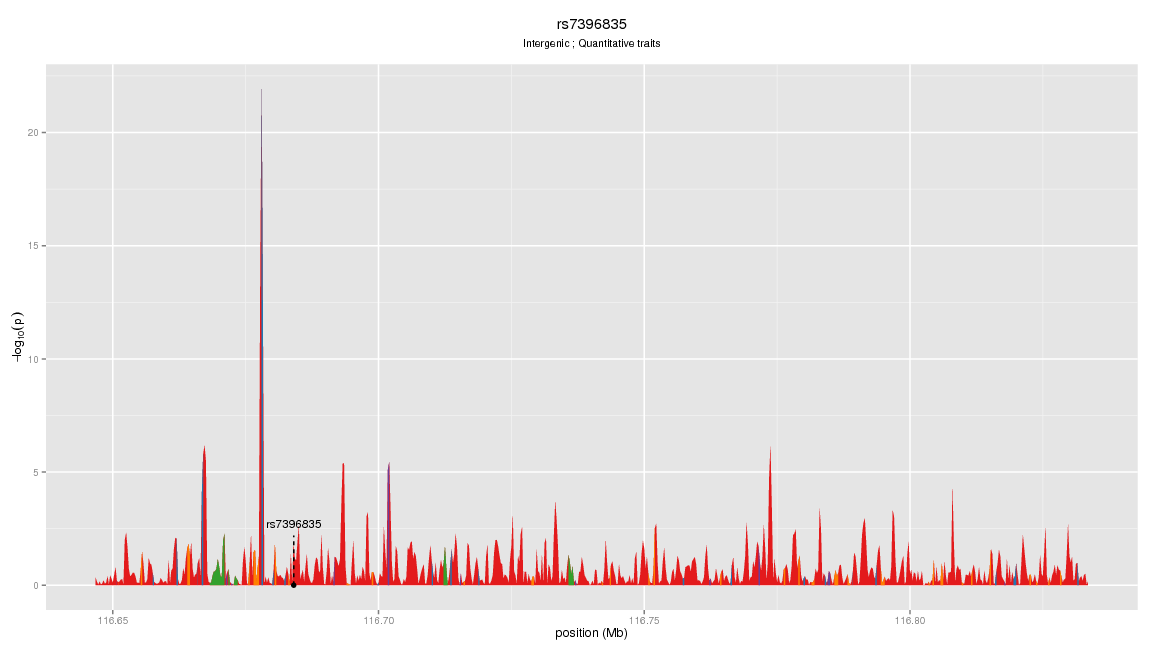 rs7396835
Intergenic ; Quantitative traits
−log10(p)
20
15
10
5
0
rs7396835
116.65
116.70
116.75
116.80
position (Mb)